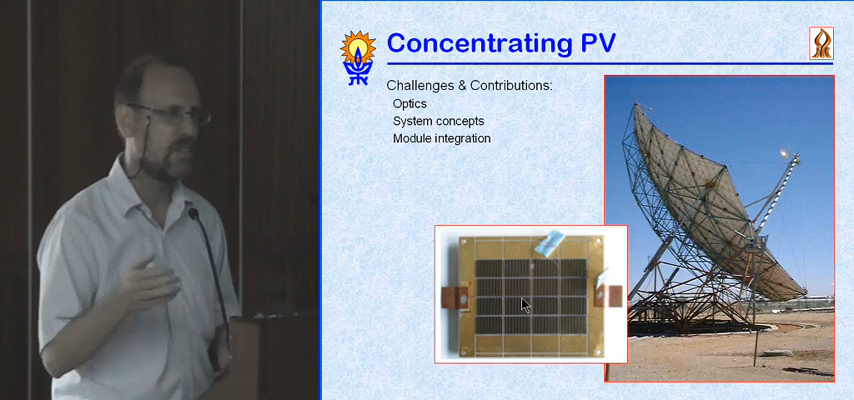 Concentrating PV
Challenges & Contributions:
Optics
System concepts
Module integration